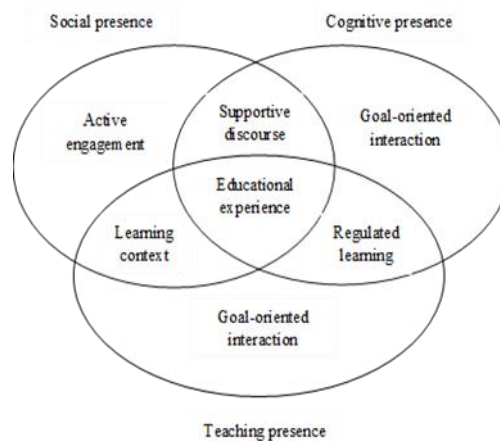 Social presence
Cognitive presence
Active
engagement
Supportive
discourse
Goal-oriented
interaction
Educational
experience
Learning
context
Regulated
learning
Goal-oriented
interaction
Teaching presence